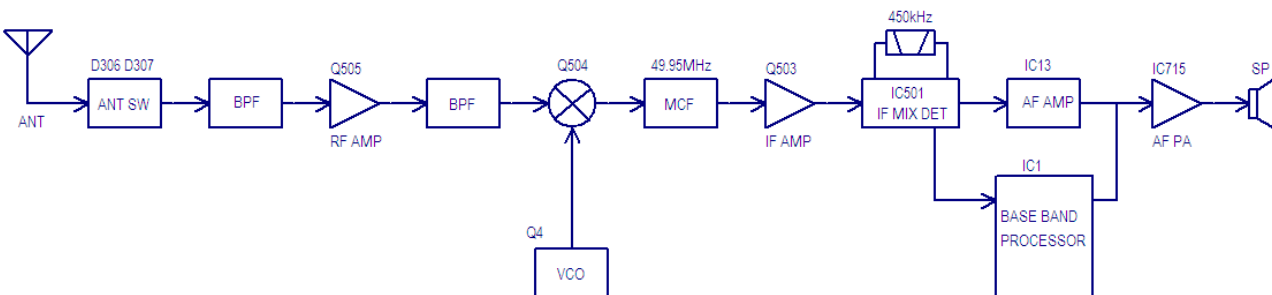 450kHz
D306 D307
Q505
Q504
49.95MHz
Q503
IC13
IC715
SP
ANT SW
BPF
BPF
MCF
IC501
IF MIX DET
AF AMP
ANT
RF AMP
IF AMP
AF PA
IC1
BASE BAND
PROCESSOR
Q4
VCO